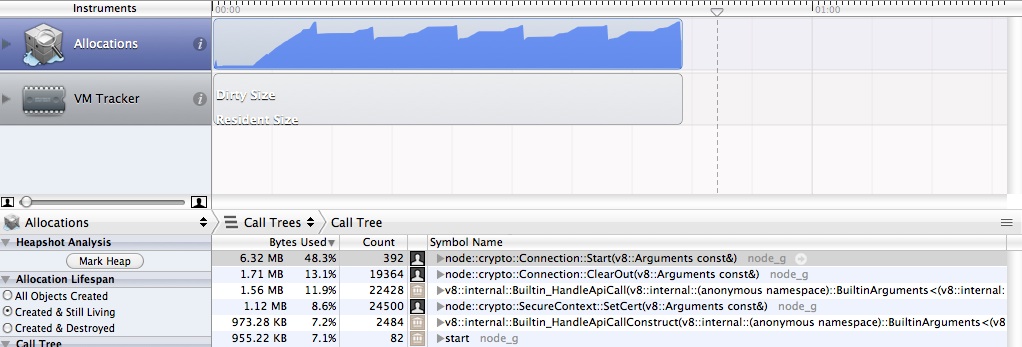 Instruments
00:00
01:00
Allocations
VM Tracker
Dirty Size
Resident Size
Allocations
Call Trees
Call Tree
Heapshot Analysis
Mark Heap
Allocation Lifespan
All Objects Created
Created & Still Living
Created & Destroyed
Call Tree
Bytes Used Count Symbol Name
6.32 MB 48.3% 392 node::crypto::Connection::Start(v8::Arguments const&) node_g
1.71 MB 13.1% 19364 node::crypto::Connection::ClearOut(v8::Arguments const&) node_g
1.56 MB 11.9% 22428 v8::internal::Builtin_HandleApiCall(v8::internal::(anonymous namespace)::BuiltinArguments<(v8::internal:
1.12 MB 8.6% 24500 node::crypto::SecureContext::SetCert(v8::Arguments const&) node_g
973.28 KB 7.2% 2484 v8::internal::Builtin_HandleApiCallConstruct(v8::internal::(anonymous namespace)::BuiltinArguments<(v8
955.22 KB 7.1% 82 start node_g